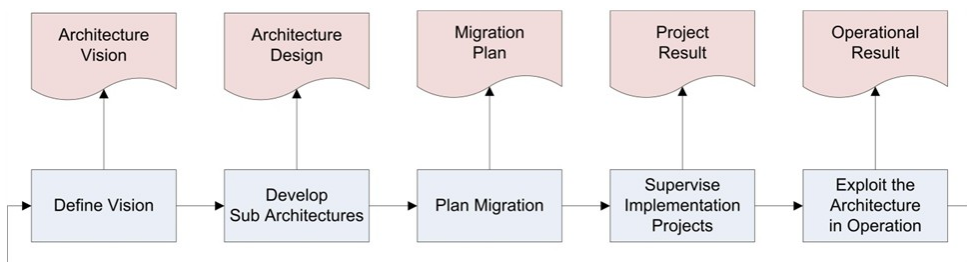 Architecture
Vision
Architecture
Design
Migration
Plan
Project
Result
Operational
Result
Define Vision
Develop
Sub Architectures
Plan Migration
Supervise
Implementation
Projects
Exploit the
Architecture
in Operation